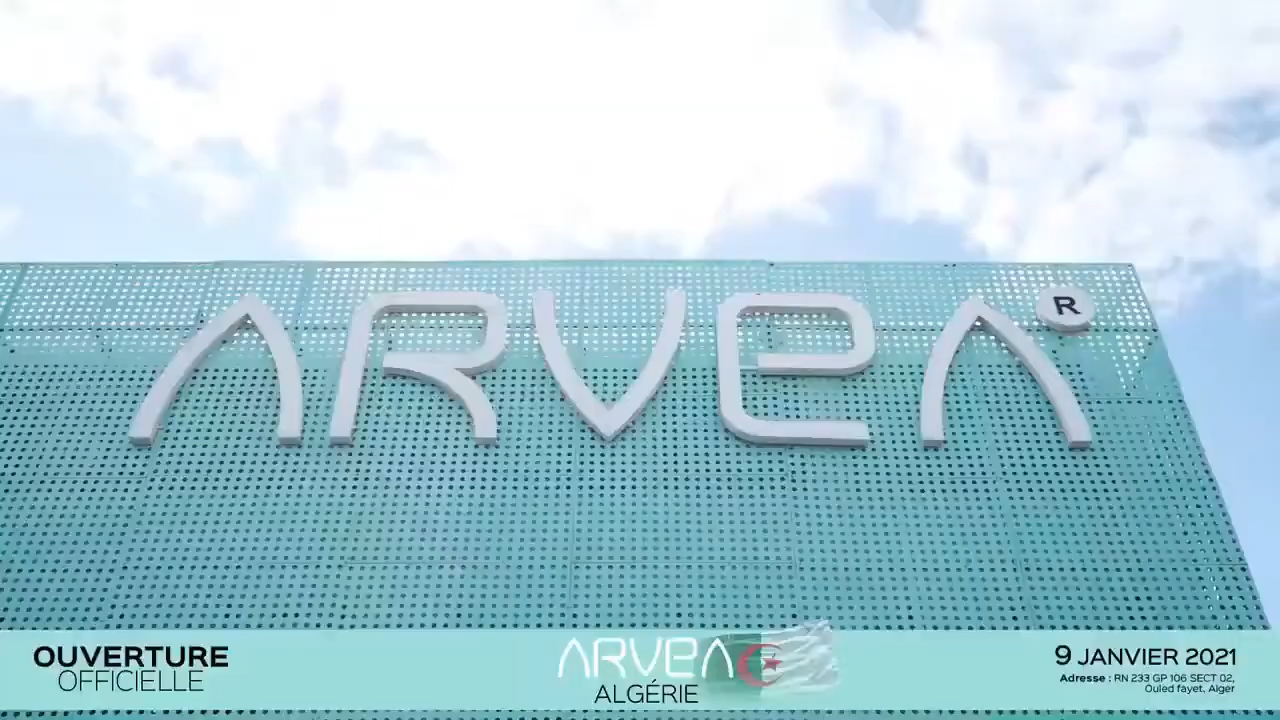 ARVEA
R
OUVERTURE
OFFICIELLE
ARVEA
ALGÉRIE
9 JANVIER 2021
Adresse : RN 233 GP 106 SECT 02,
Ouled fayet, Alger